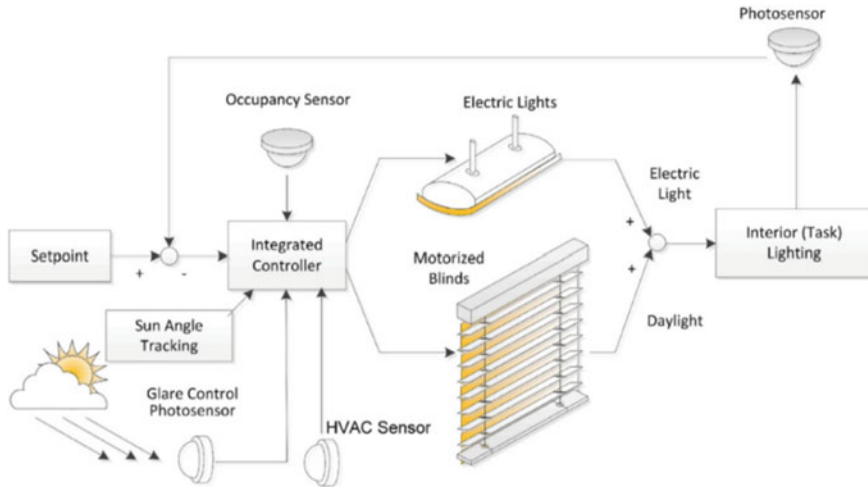 Photosensor
Occupancy Sensor
Electric Lights
Electric
Light
Setpoint
+
-
Integrated
Controller
Motorized
Blinds
+
+
Interior (Task)
Lighting
Sun Angle
Tracking
Daylight
Glare Control
Photosensor
HVAC Sensor